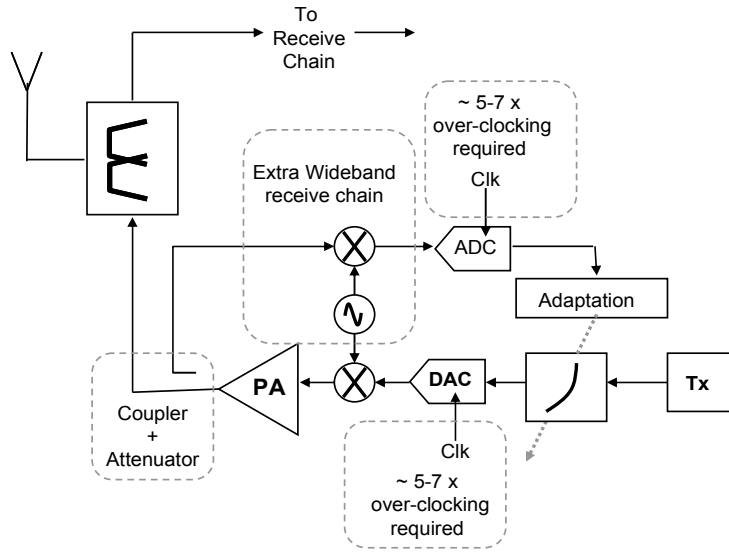 To
Receive
Chain
~ 5-7 x
over-clocking
required
Clk
Extra Wideband
receive chain
ADC
Adaptation
PA
DAC
Tx
Coupler
+
Attenuator
Clk
~ 5-7 x
over-clocking
required